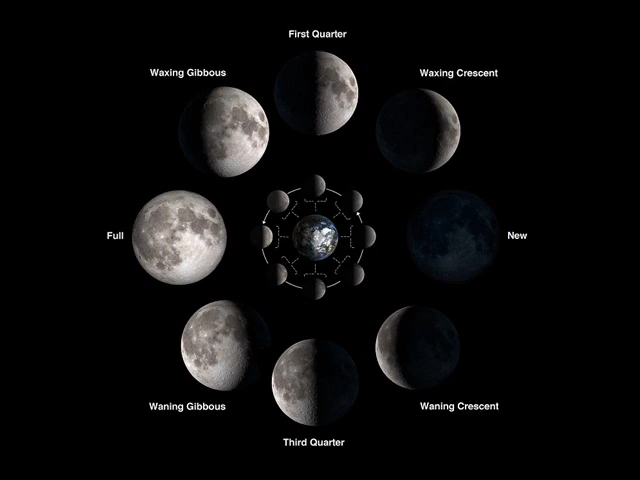 First Quarter
Waxing Gibbous
Waxing Crescent
Full
New
Waning Gibbous
Waning Crescent
Third Quarter